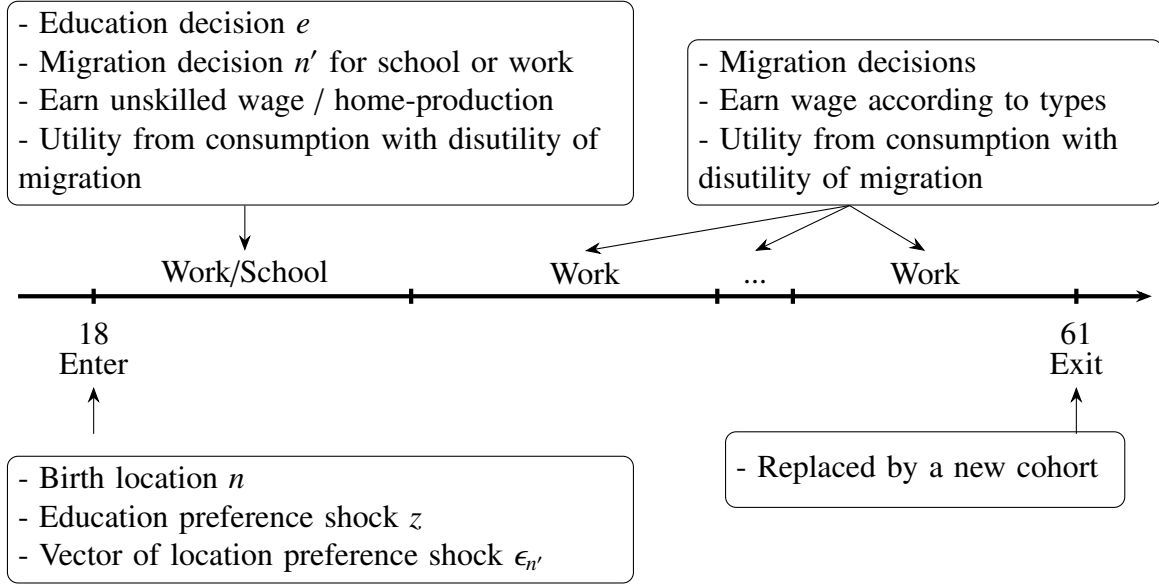 - Education decision e
- Migration decision n′ for school or work
- Earn unskilled wage / home-production
- Utility from consumption with disutility of
migration
- Migration decisions
- Earn wage according to types
- Utility from consumption with
disutility of migration
Work/School
Work
...
Work
18
Enter
61
Exit
- Birth location n
- Education preference shock z
- Vector of location preference shock ϵn′
- Replaced by a new cohort